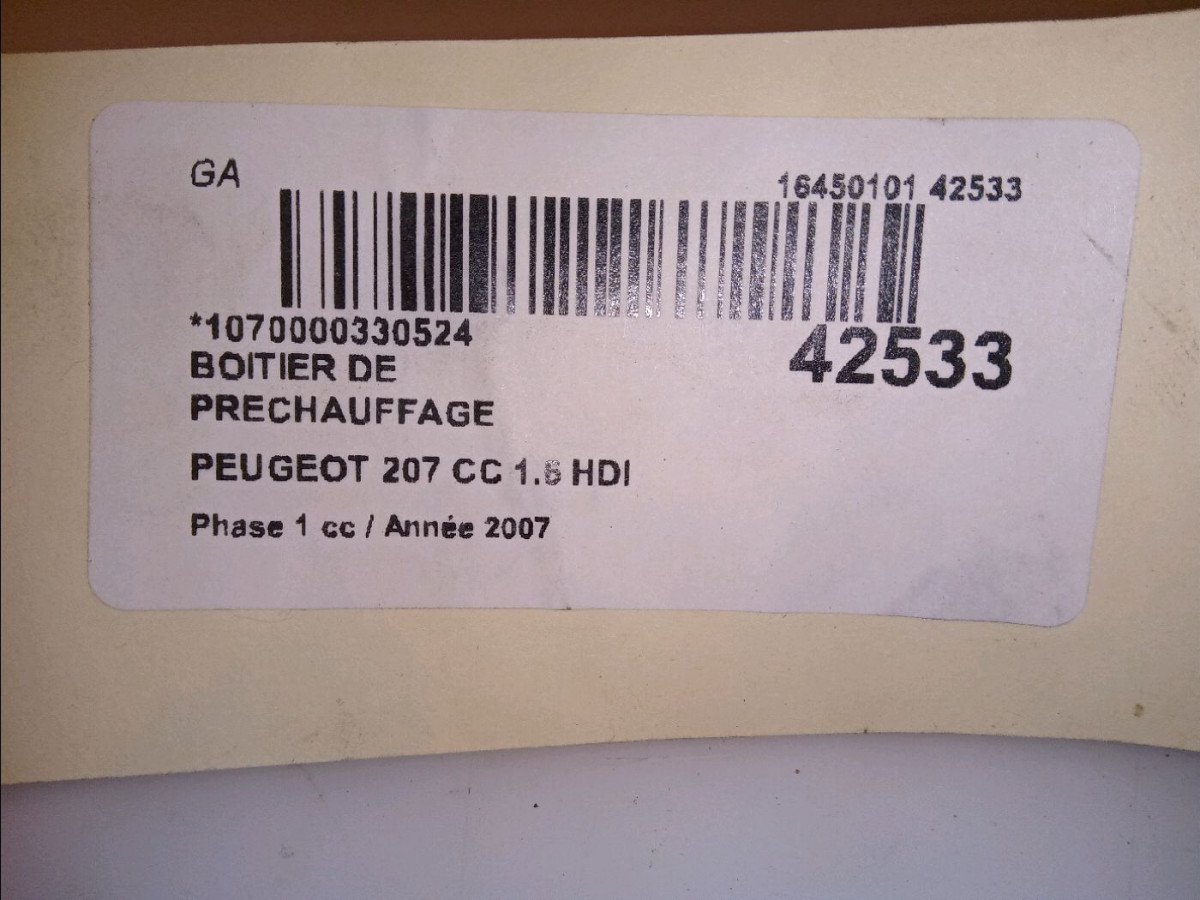 GA
16450101 42533
*1070000330524
42533
BOITIER DE
PRECHAUFFAGE
PEUGEOT 207 CC 1.6 HDI
Phase 1 cc / Année 2007